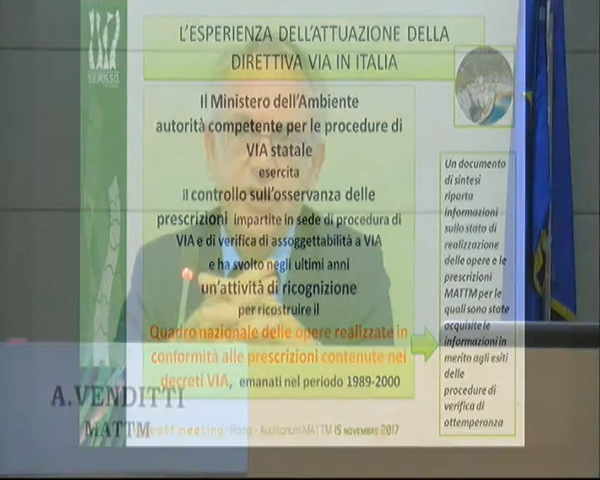 SEPOSSO
L'ESPERIENZA DELL'ATTUAZIONE DELLA
DIRETTIVA VIA IN ITALIA
Il Ministero dell'Ambiente
autorità competente per le procedure di
VIA statale
esercita
il controllo sull'osservanza delle
prescrizioni impartite in sede di procedura di
VIA e di verifica di assoggettabilità a VIA
e ha svolto negli ultimi anni
un'attività di ricognizione
per ricostruire il
Quadro nazionale delle opere realizzate in
conformità alle prescrizioni contenute nei
decreti VIA, emanati nel periodo 1989-2000
Un documento
di sintesi
riporta
informazioni
sullo stato di
realizzazione
delle opere e le
prescrizioni
MATTM per le
quali sono state
acquisite le
informazioni in
merito agli esiti
delle
procedure di
verifica di
ottemperanza
A.VENDITTI
MATTM
koff meeting - Roma - Auditorium MATTM 15 NOVEMBRE 2017